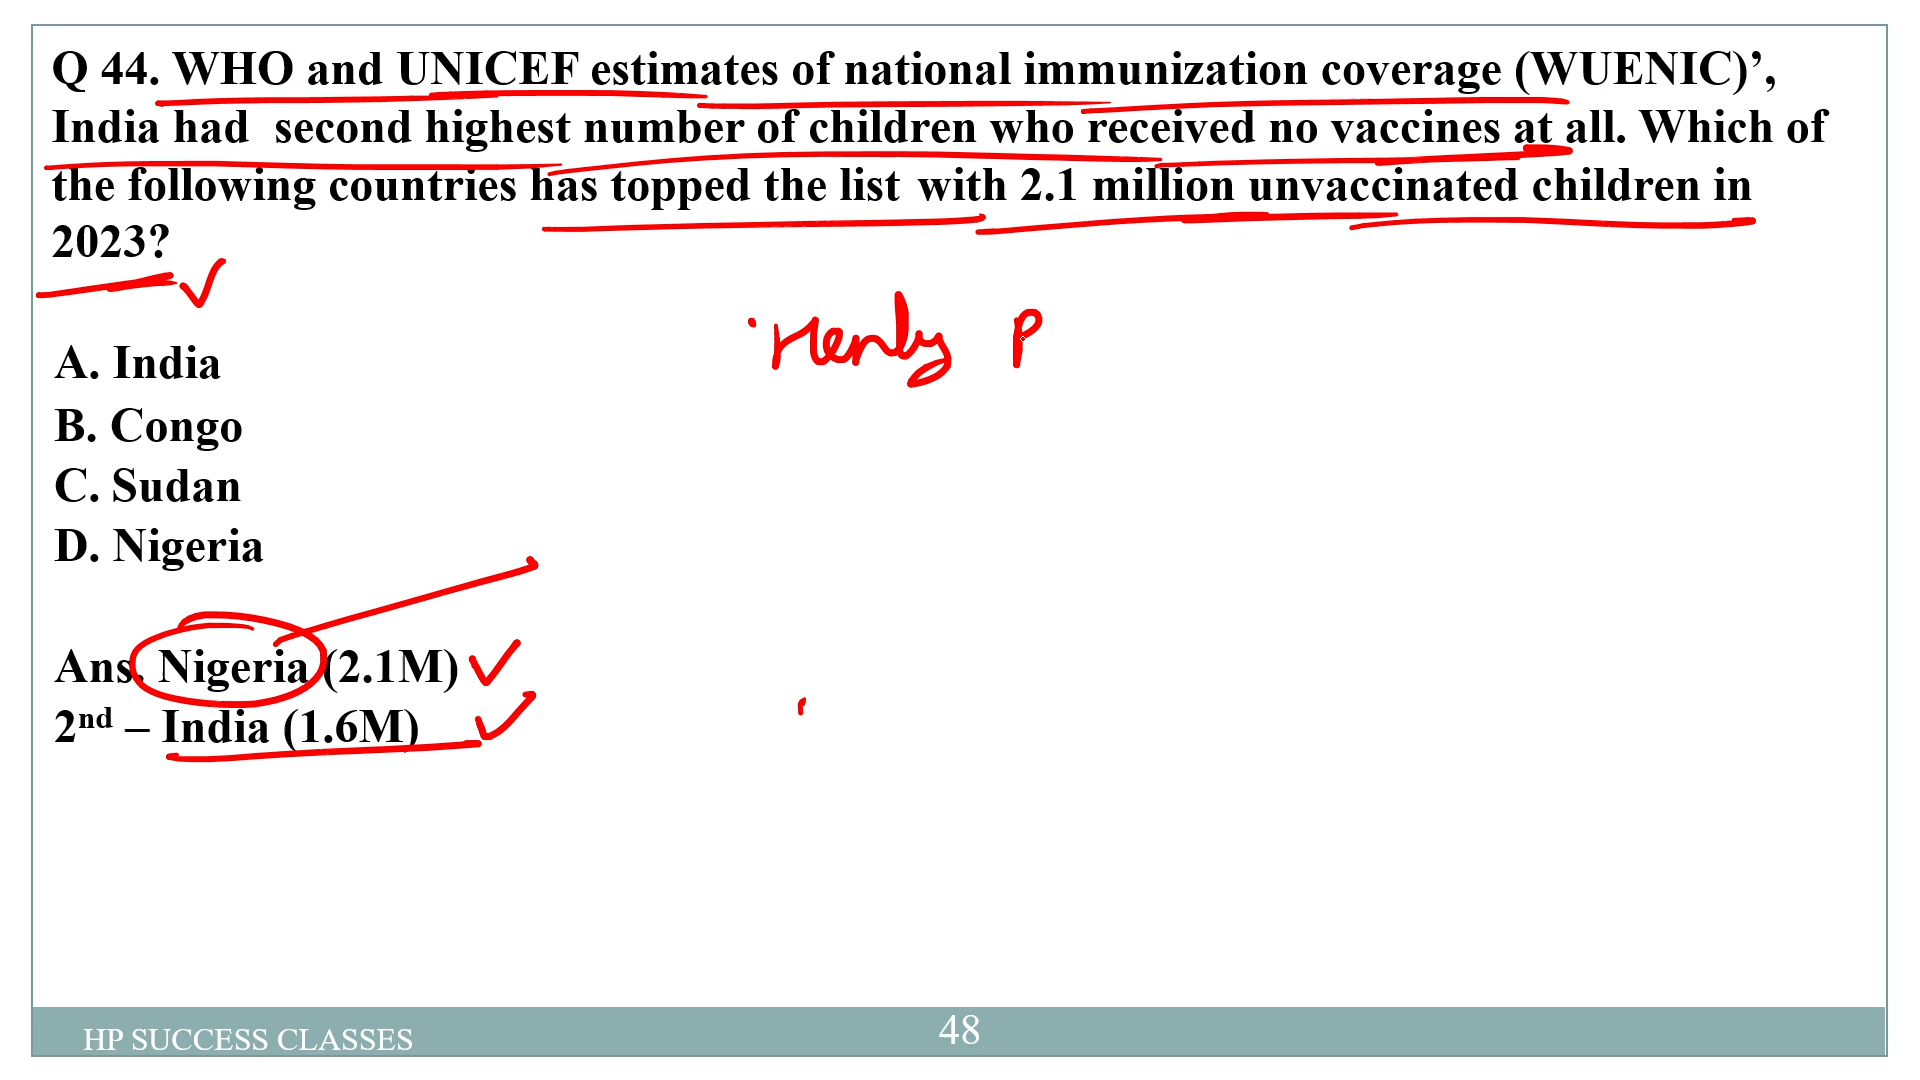 Q 44. WHO and UNICEF estimates of national immunization coverage (WUENIC)’,
India had second highest number of children who received no vaccines at all. Which of
the following countries has topped the list with 2.1 million unvaccinated children in
2023?
Henly P
A. India
B. Congo
C. Sudan
D. Nigeria
Ans. Nigeria (2.1M)
2nd – India (1.6M)
HP SUCCESS CLASSES
48